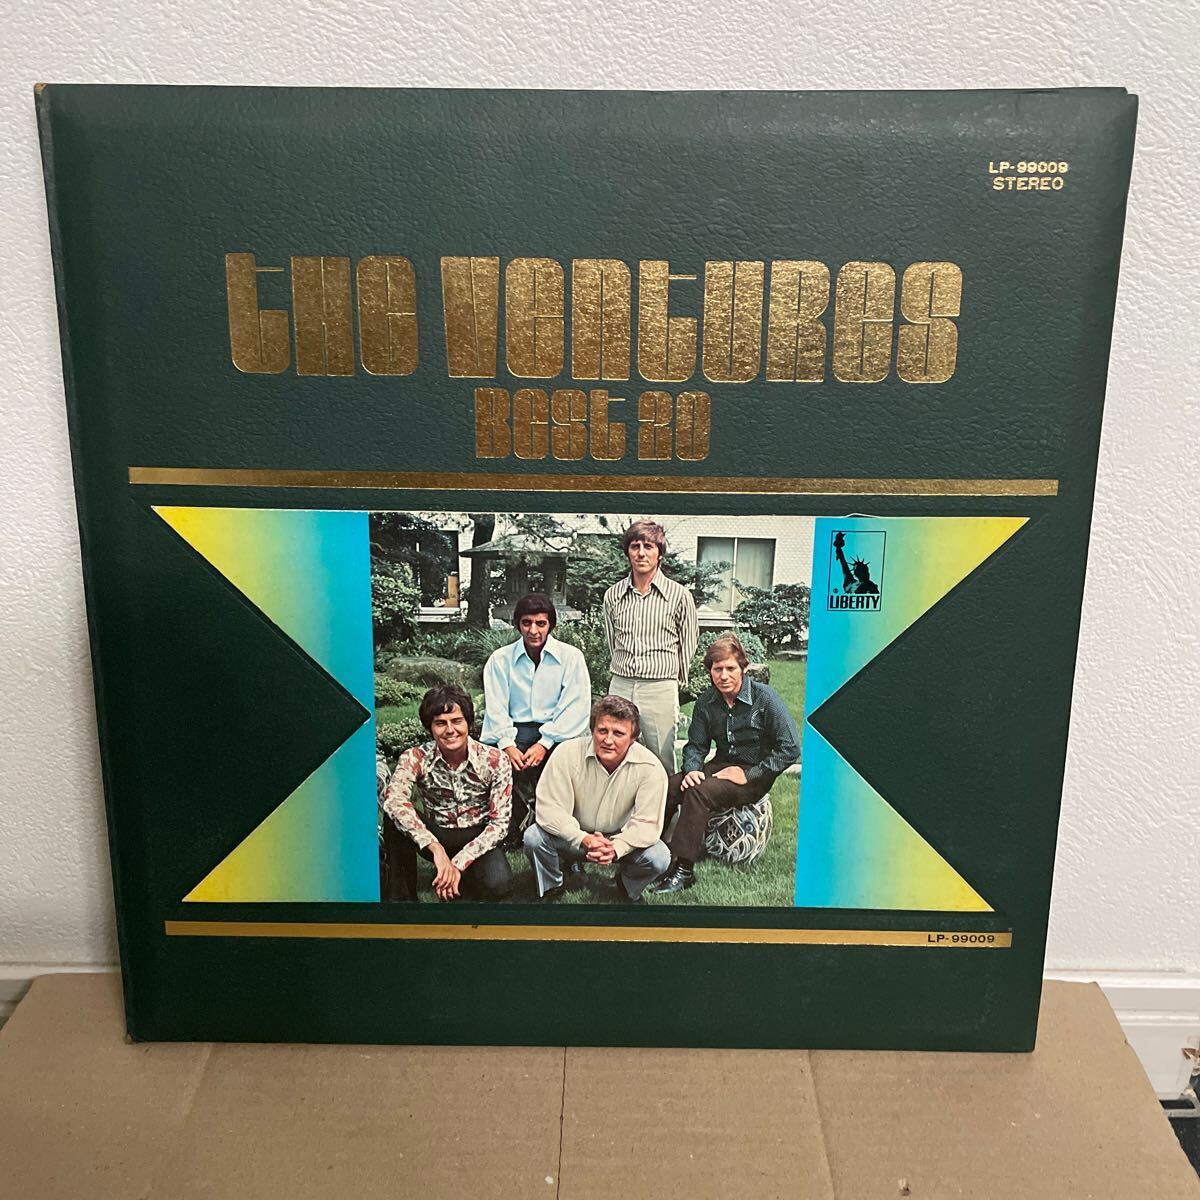 LP-99009
STEREO
the ventures
Best 20
® LIBERTY
LP-99009